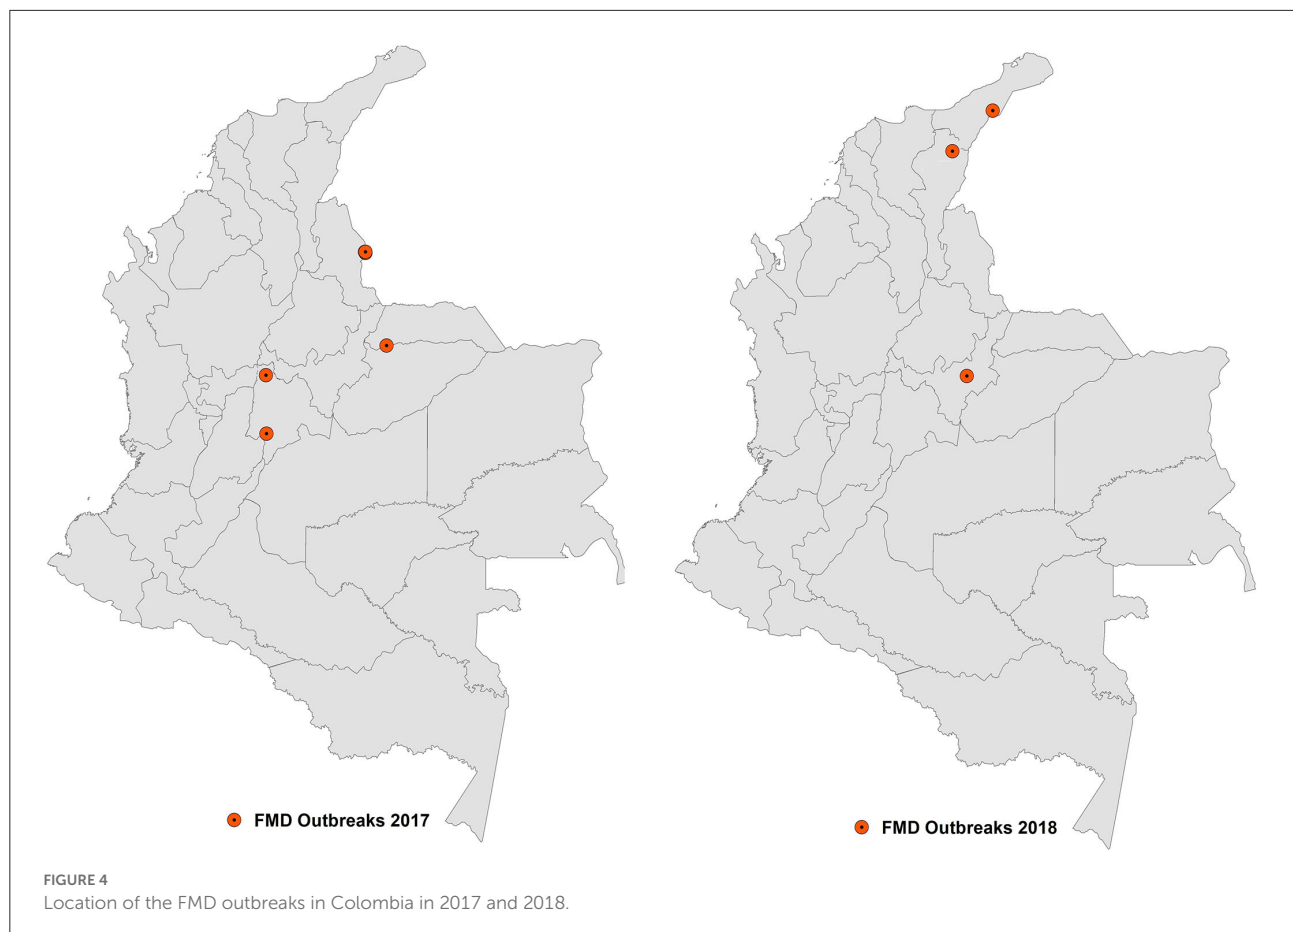 FMD Outbreaks 2017
FMD Outbreaks 2018
FIGURE 4
Location of the FMD outbreaks in Colombia in 2017 and 2018.